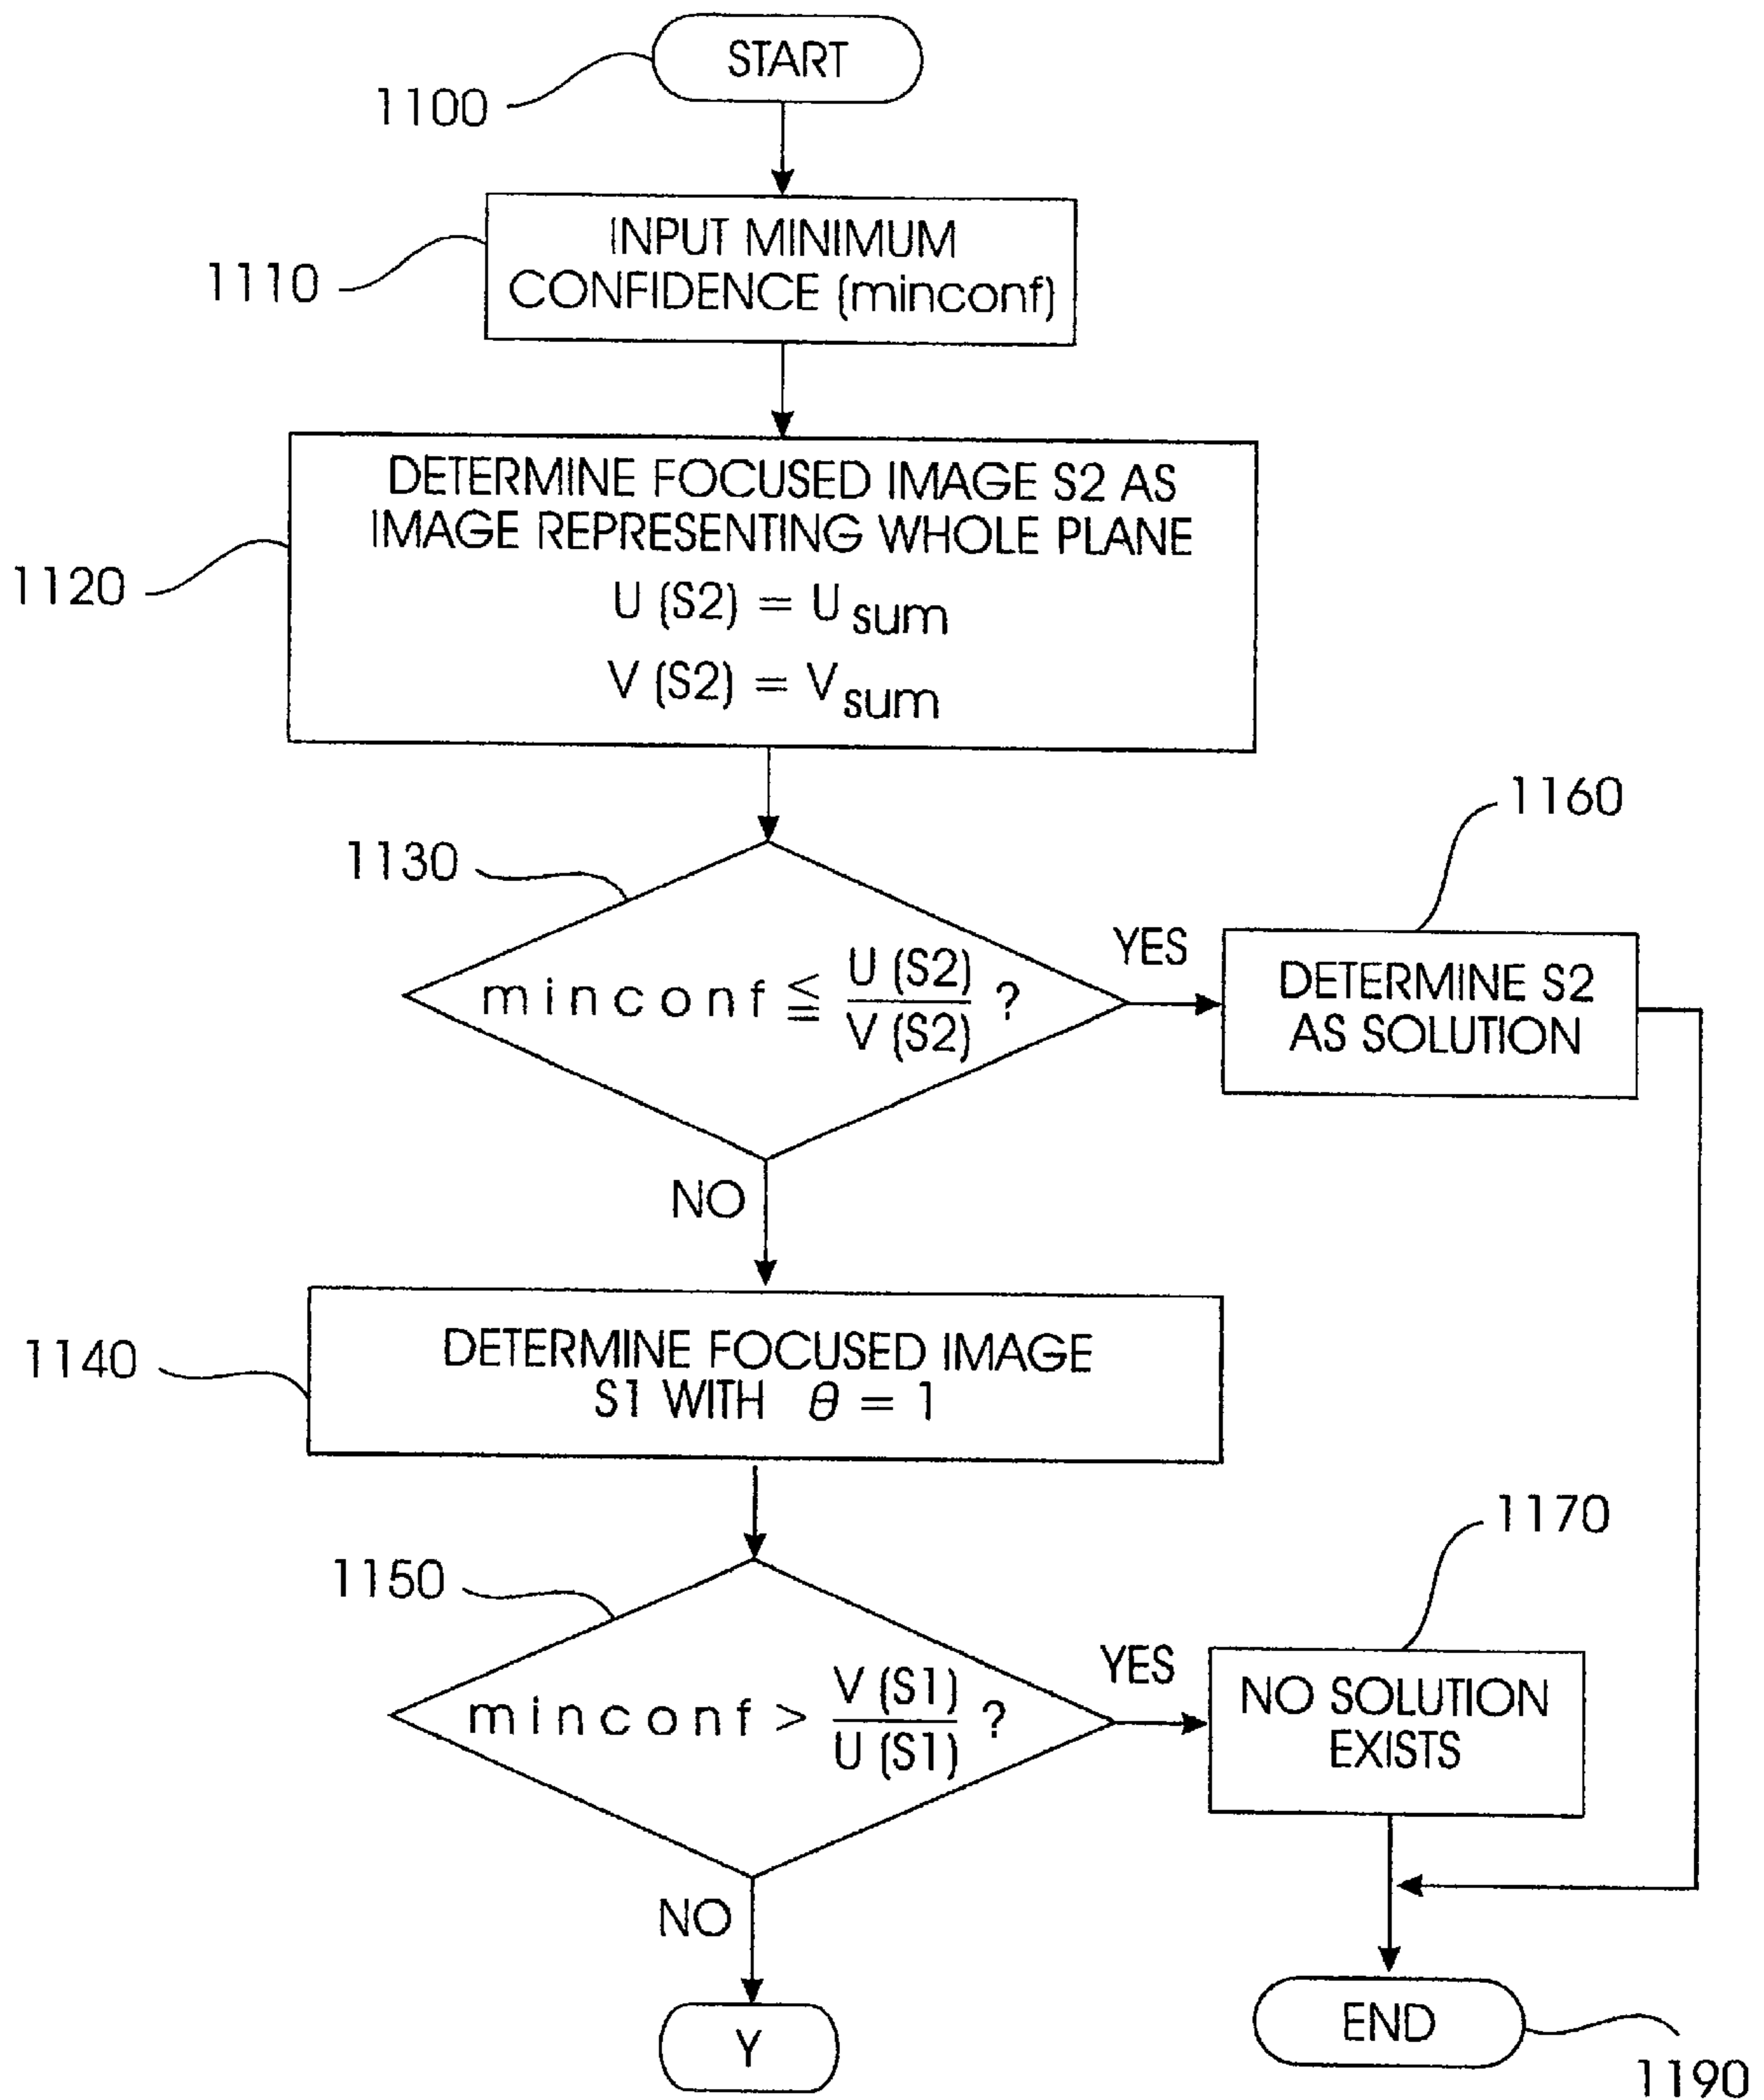 START
1100
INPUT MINIMUM
CONFIDENCE (minconf)
1110
DETERMINE FOCUSED IMAGE S2 AS
IMAGE REPRESENTING WHOLE PLANE
U (S2) = U sum
V (S2) = V sum
1120
1130
minconf ≦ U (S2) / V (S2) ?
YES
1160
DETERMINE S2
AS SOLUTION
NO
1140
DETERMINE FOCUSED IMAGE
S1 WITH θ = 1
1150
minconf > V (S1) / U (S1) ?
YES
1170
NO SOLUTION
EXISTS
NO
Y
END
1190